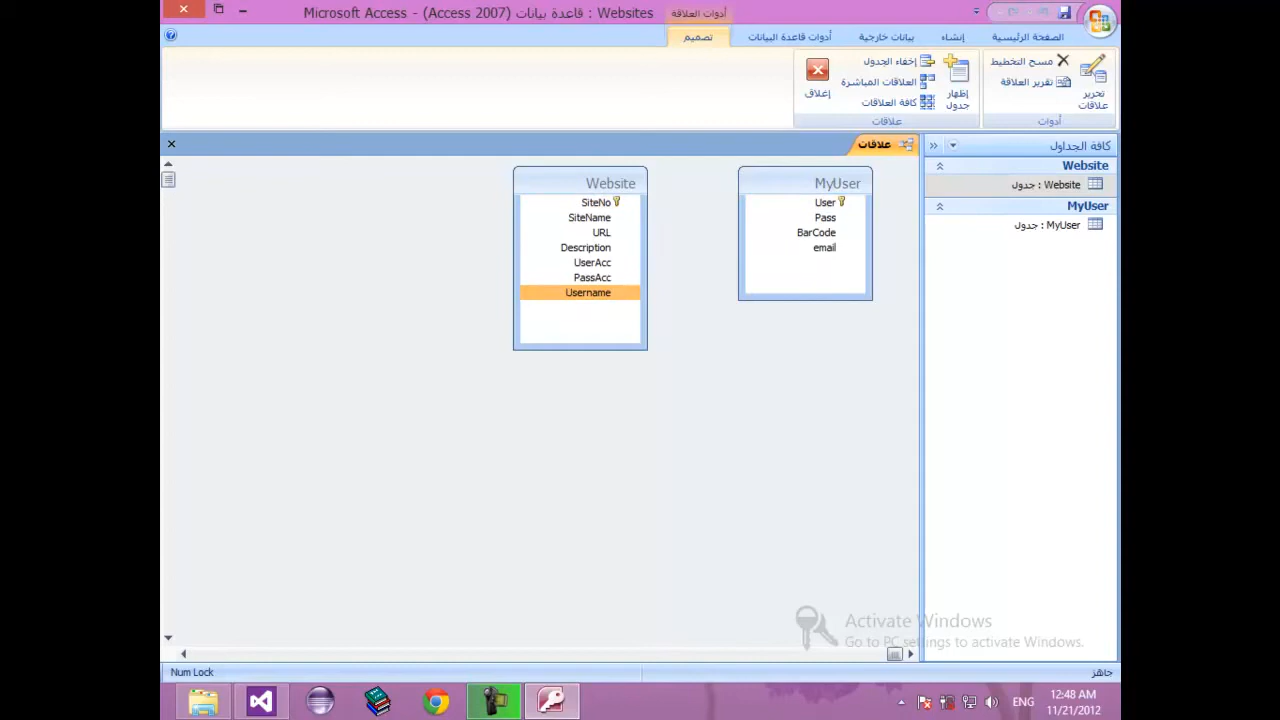 Microsoft Access (Access 2007) قاعدة بيانات : Websites
أدوات العلاقة
الصفحة الرئيسية
إنشاء
بيانات خارجية
أدوات قاعدة البيانات
تصميم
تحرير علاقات
مسح التخطيط
تقرير العلاقة
أدوات
إظهار جدول
إخفاء الجدول
العلاقات المباشرة
كافة العلاقات
إغلاق
علاقات
كافة الجداول
Website
Website : جدول
MyUser
MyUser : جدول
علاقات
MyUser
User
Pass
BarCode
email
Website
SiteNo
SiteName
URL
Description
UserAcc
PassAcc
Username
Activate Windows
Go to PC settings to activate Windows.
جاهز
Num Lock
ENG
12:48 AM
11/21/2012